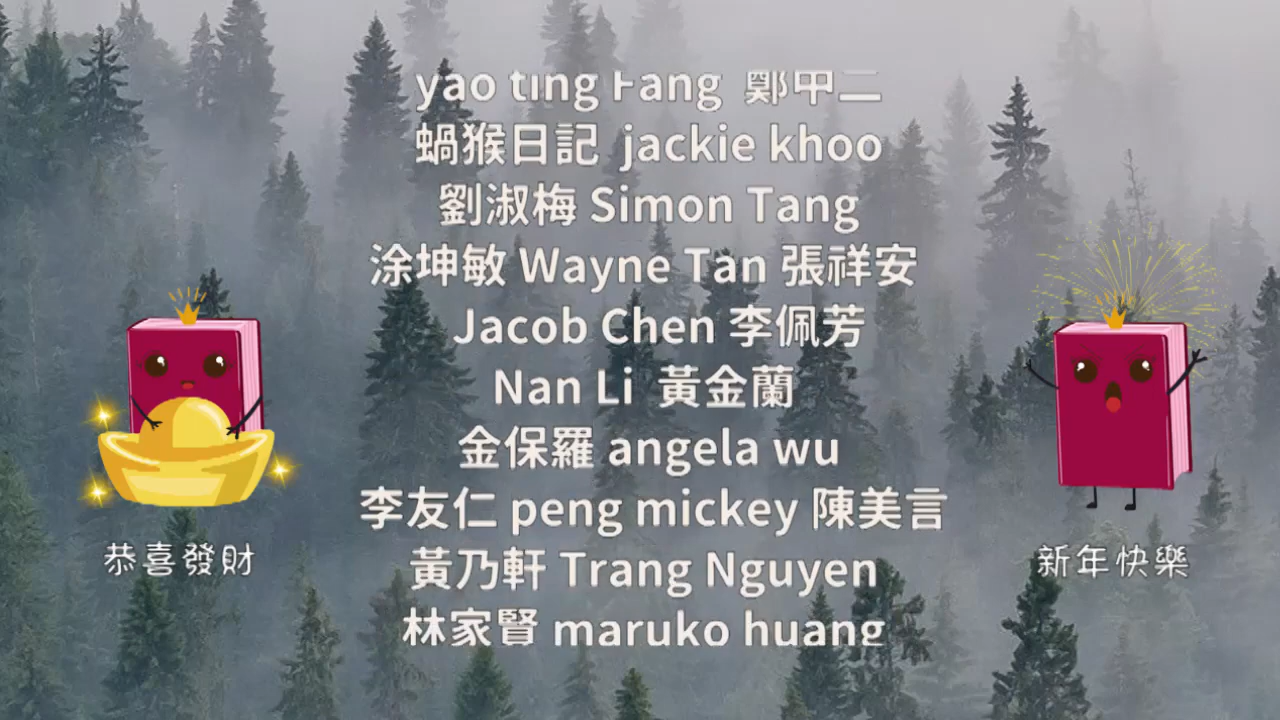 yao ting Fang 鄭甲二
蝸猴日記 jackie khoo
劉淑梅 Simon Tang
涂坤敏 Wayne Tan 張祥安
Jacob Chen 李佩芳
Nan Li 黃金蘭
金保羅 angela wu
李友仁 peng mickey 陳美言
黃乃軒 Trang Nguyen
林家賢 maruko huang
恭喜發財
新年快樂